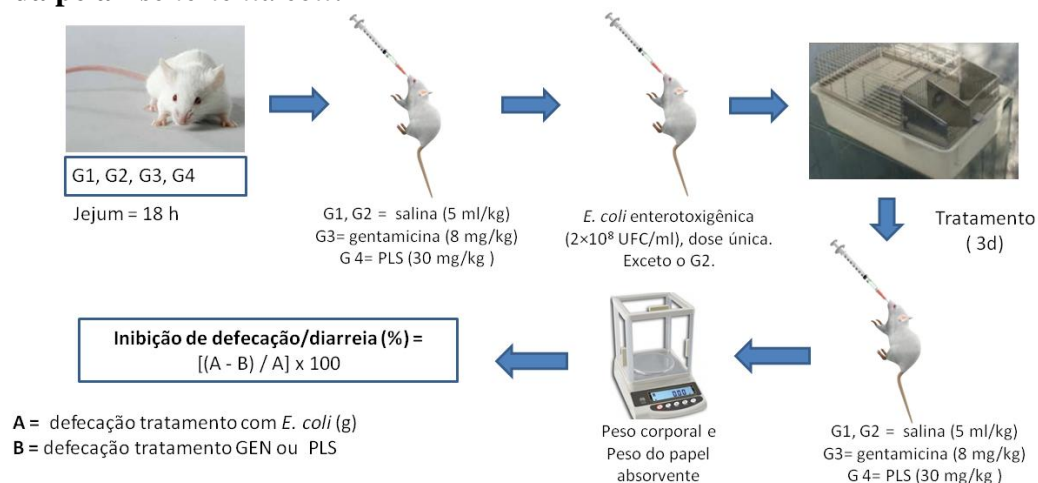 G1, G2, G3, G4
Jejum = 18 h
G1, G2 = salina (5 ml/kg)
G3= gentamicina (8 mg/kg)
G 4= PLS (30 mg/kg )
E. coli enterotoxigênica
(2×10⁸ UFC/ml), dose única.
Exceto o G2.
Tratamento
( 3d)
G1, G2 = salina (5 ml/kg)
G3= gentamicina (8 mg/kg)
G 4= PLS (30 mg/kg )
Peso corporal e
Peso do papel
absorvente
Inibição de defecação/diarreia (%) =
[(A - B) / A] x 100
A = defecação tratamento com E. coli (g)
B = defecação tratamento GEN ou PLS